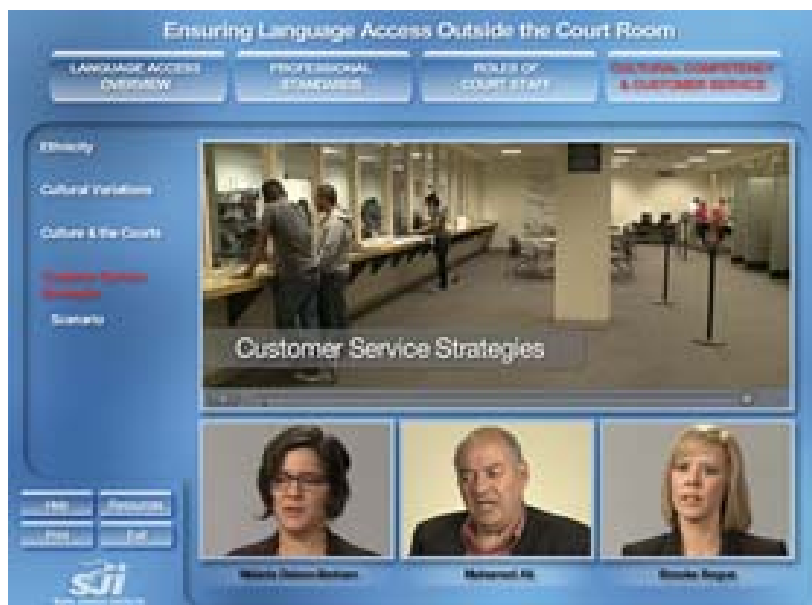 Ensuring Language Access Outside the Court Room
LANGUAGE ACCESS
OVERVIEW
PROFESSIONAL
STANDARDS
ROLES OF
COURT STAFF
CULTURAL COMPETENCY
& CUSTOMER SERVICE
Ethnicity
Cultural Variations
Culture & the Courts
Customer Service
Strategies
Scenario
Customer Service Strategies
Help
Resources
Print
Exit
sji